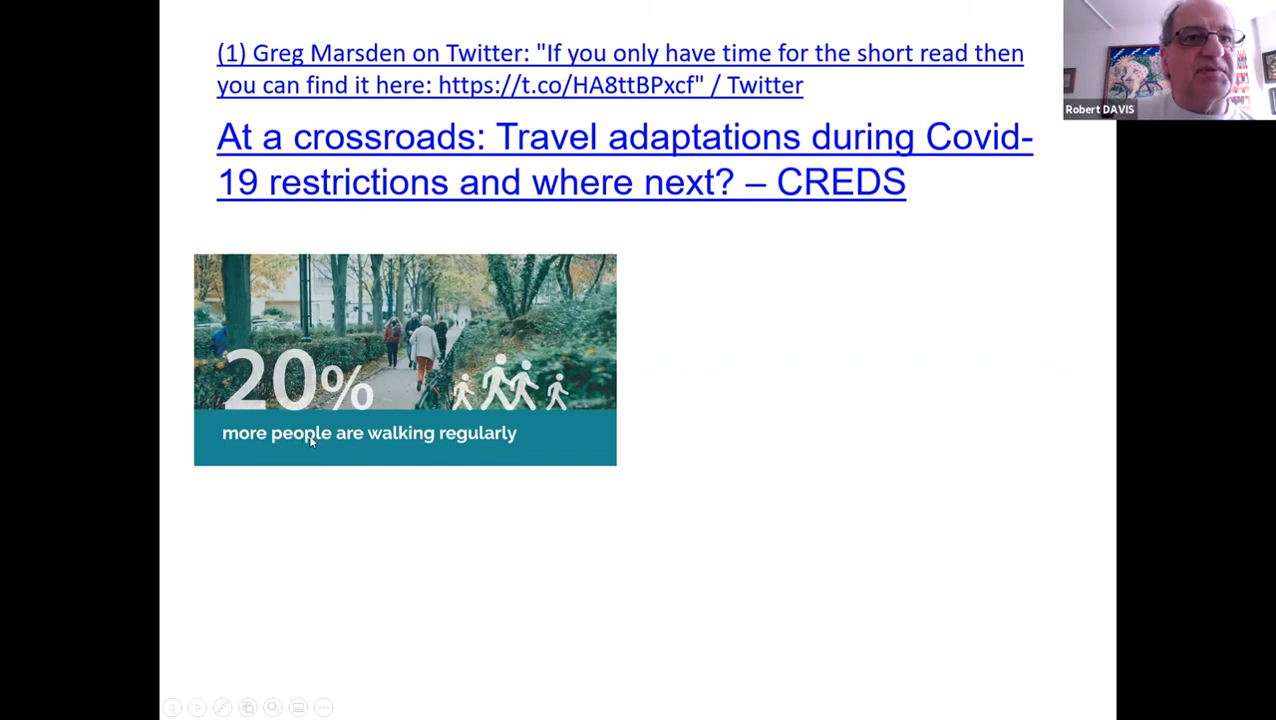 (1) Greg Marsden on Twitter: "If you only have time for the short read then
you can find it here: https://t.co/HA8ttBPxcf" / Twitter
At a crossroads: Travel adaptations during Covid-
19 restrictions and where next? – CREDS
Robert DAVIS
20%
more people are walking regularly